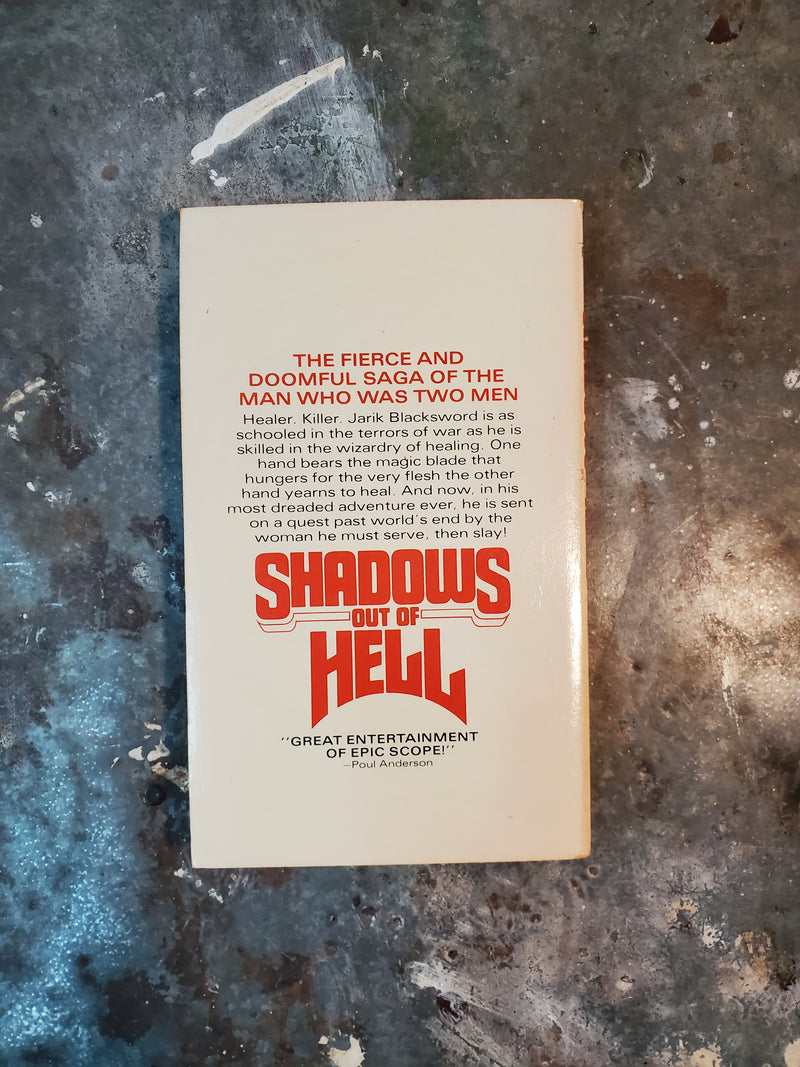 THE FIERCE AND
DOOMFUL SAGA OF THE
MAN WHO WAS TWO MEN
Healer. Killer. Jarik Blacksword is as
schooled in the terrors of war as he is
skilled in the wizardry of healing. One
hand bears the magic blade that
hungers for the very flesh the other
hand yearns to heal. And now, in his
most dreaded adventure ever, he is sent
on a quest past world's end by the
woman he must serve, then slay!
SHADOWS
OUT OF
HELL
"GREAT ENTERTAINMENT
OF EPIC SCOPE!"
—Poul Anderson